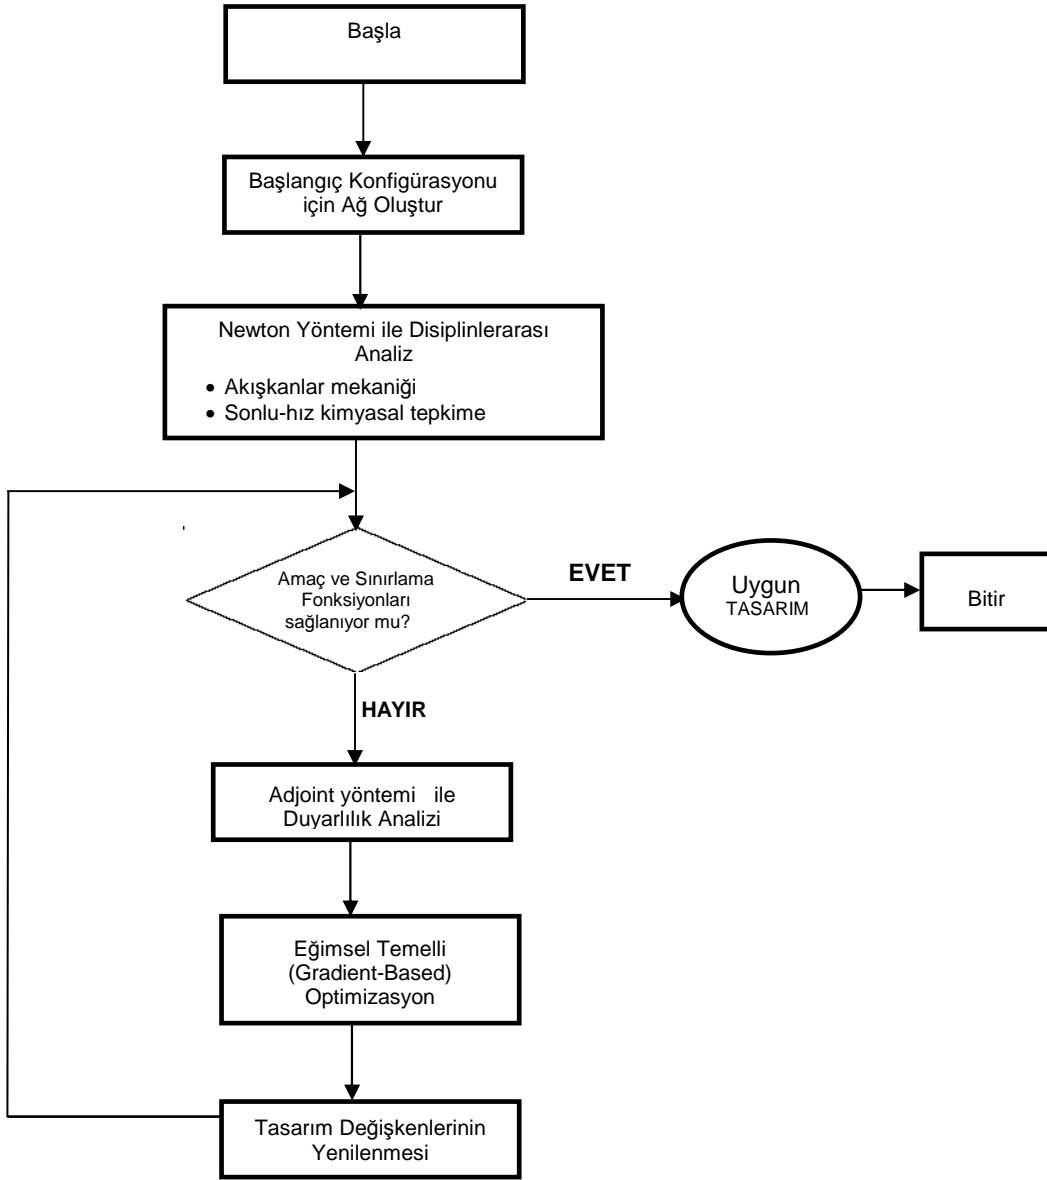 Başla
Başlangıç Konfigürasyonu
için Ağ Oluştur
Newton Yöntemi ile Disiplinlerarası
Analiz
• Akışkanlar mekaniği
• Sonlu-hız kimyasal tepkime
Amaç ve Sınırlama
Fonksiyonları
sağlanıyor mu?
EVET
Uygun
TASARIM
Bitir
HAYIR
Adjoint yöntemi ile
Duyarlılık Analizi
Eğimsel Temelli
(Gradient-Based)
Optimizasyon
Tasarım Değişkenlerinin
Yenilenmesi